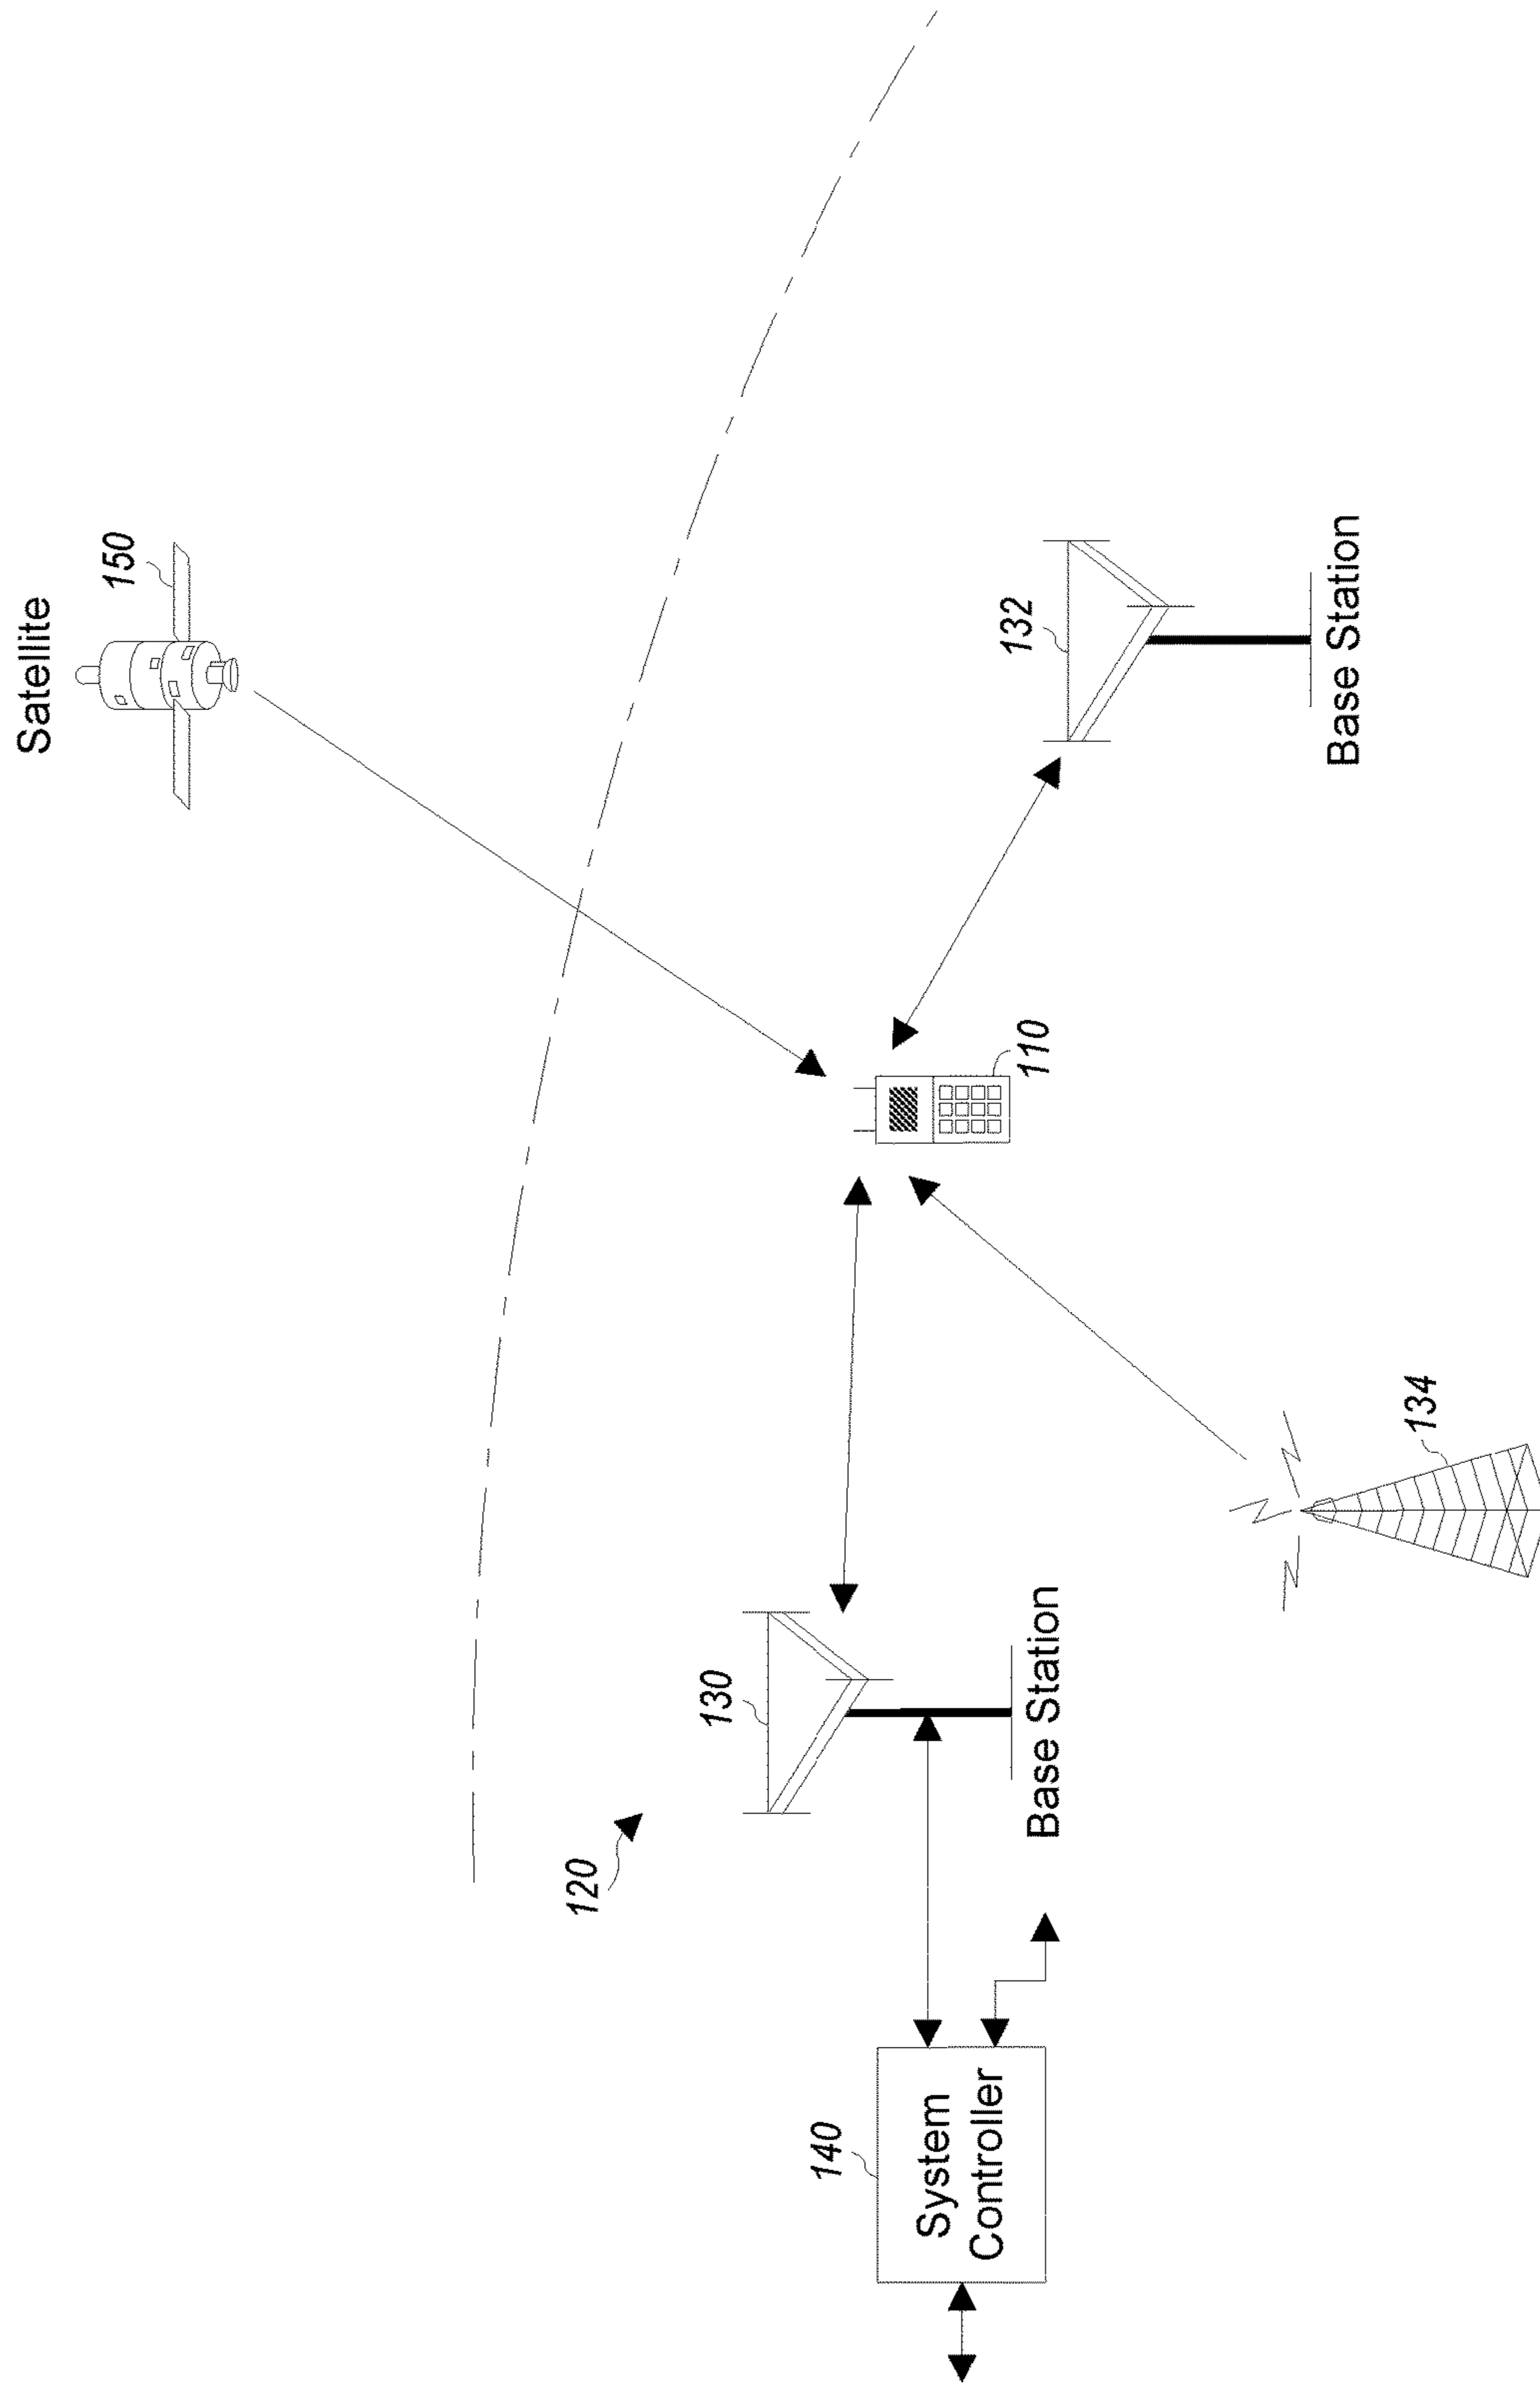 Satellite
150
120
130
Base Station
132
Base Station
110
134
140
System
Controller